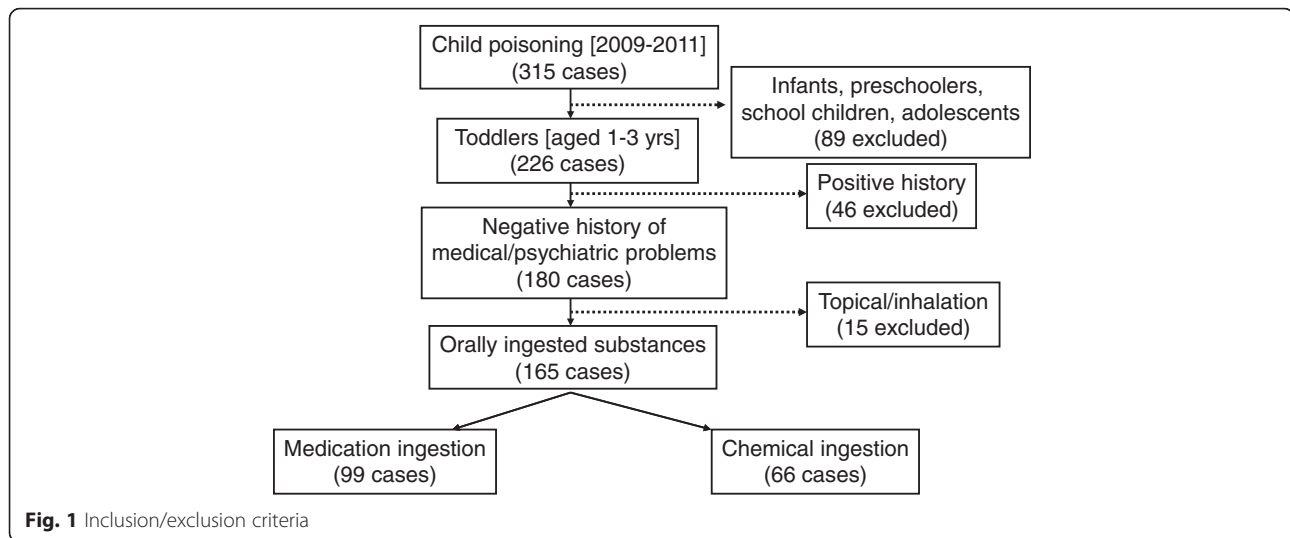 Child poisoning [2009-2011]
(315 cases)
Infants, preschoolers,
school children, adolescents
(89 excluded)
Toddlers [aged 1-3 yrs]
(226 cases)
Positive history
(46 excluded)
Negative history of
medical/psychiatric problems
(180 cases)
Topical/inhalation
(15 excluded)
Orally ingested substances
(165 cases)
Medication ingestion
(99 cases)
Chemical ingestion
(66 cases)
Fig. 1 Inclusion/exclusion criteria